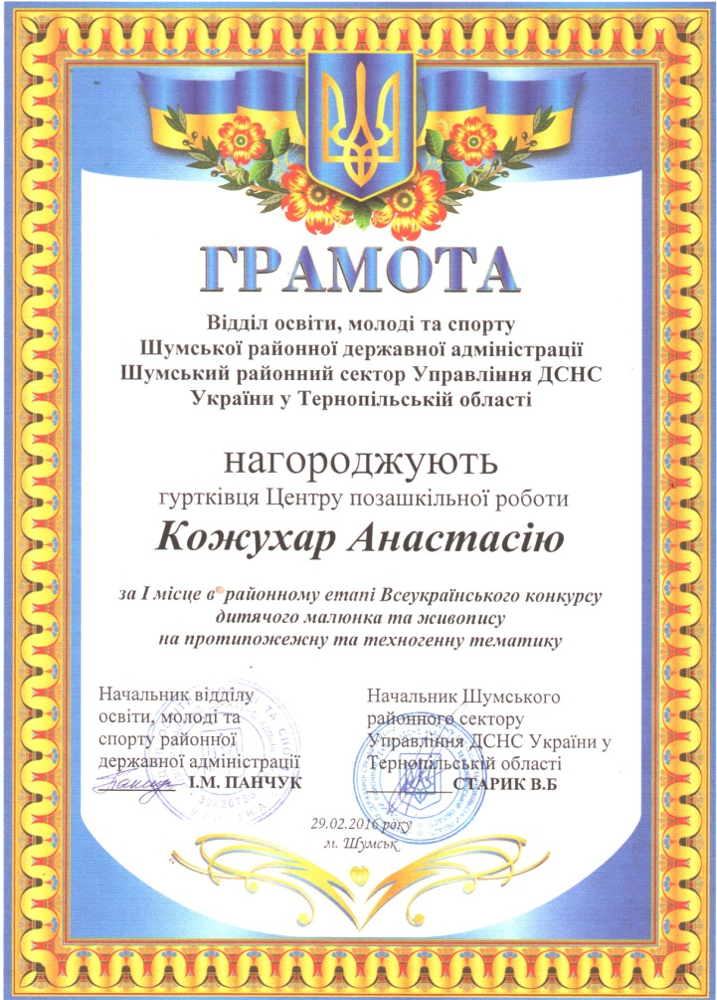 ГРАМОТА
Відділ освіти, молоді та спорту
Шумської районної державної адміністрації
Шумський районний сектор Управління ДСНС
України у Тернопільській області
нагороджують
гуртківця Центру позашкільної роботи
Кожухар Анастасію
за І місце в районному етапі Всеукраїнського конкурсу
дитячого малюнка та живопису
на протипожежну та техногенну тематику
Начальник відділу
освіти, молоді та
спорту районної
державної адміністрації
І.М. ПАНЧУК
Начальник Шумського
районного сектору
Управління ДСНС України у
Тернопільській області
СТАРИК В.Б
29.02.2016 року
м. Шумськ